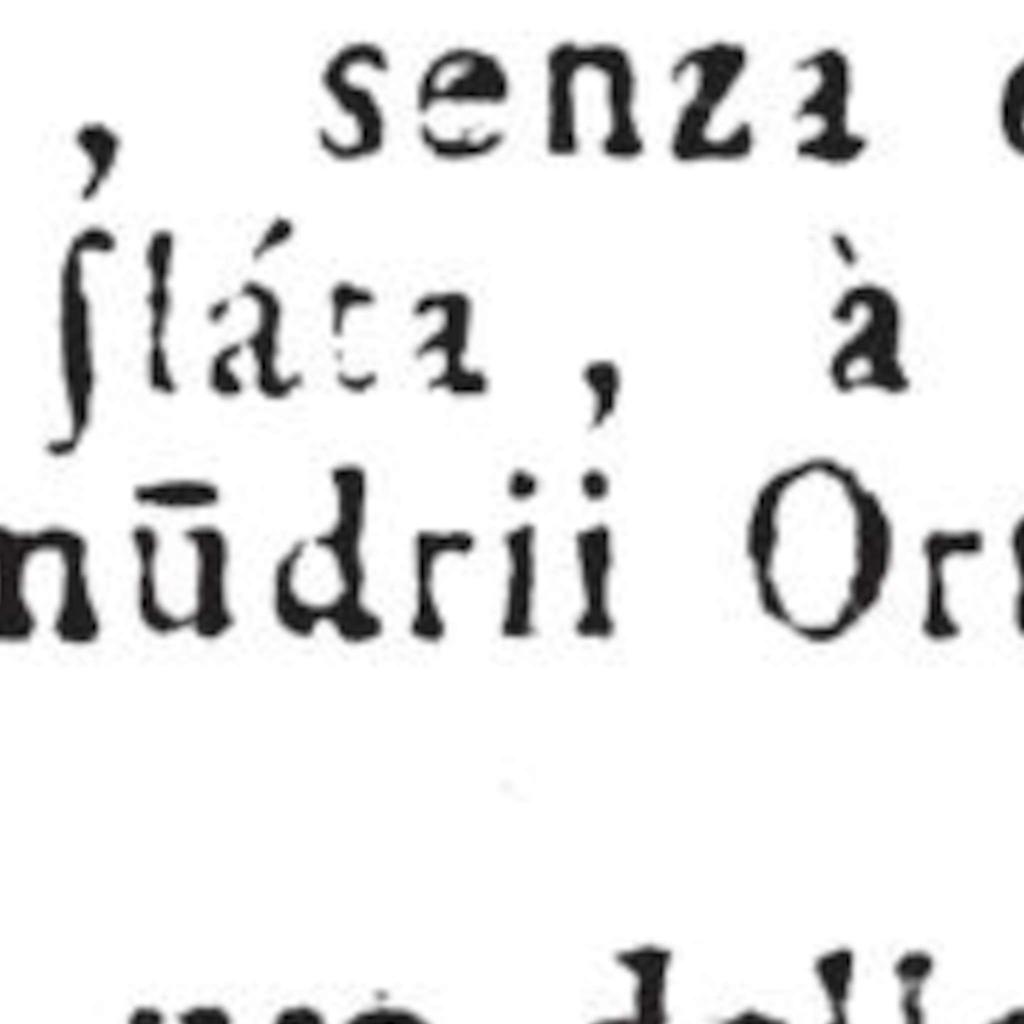 , senza
ſláta, à
nūdrii Or